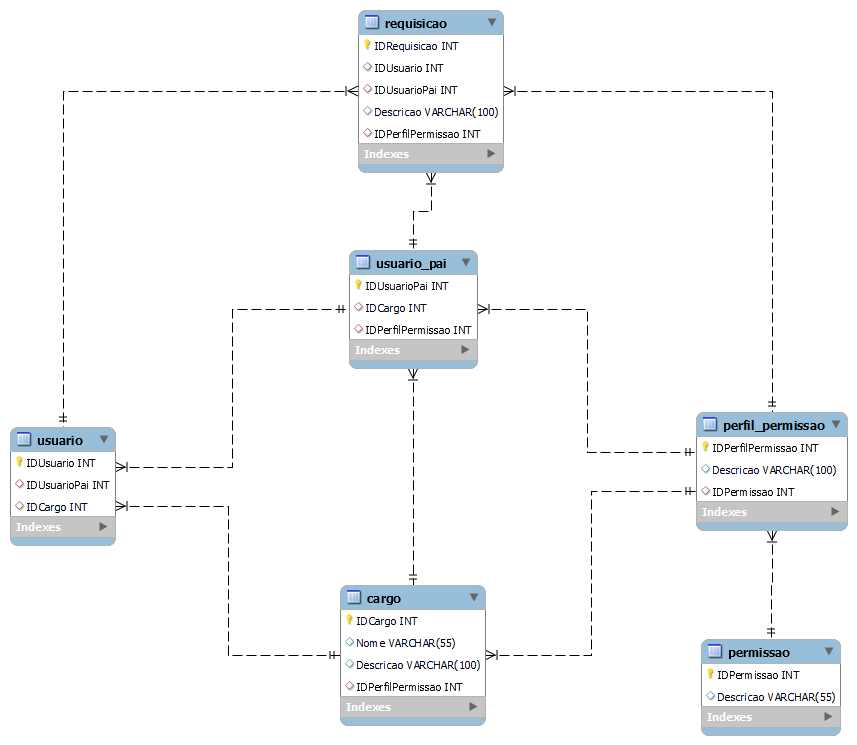 requisicao
IDRequisicao INT
IDUsuario INT
IDUsuarioPai INT
Descricao VARCHAR(100)
IDPerfilPermissao INT
Indexes
usuario_pai
IDUsuarioPai INT
IDCargo INT
IDPerfilPermissao INT
Indexes
usuario
IDUsuario INT
IDUsuarioPai INT
IDCargo INT
Indexes
perfil_permissao
IDPerfilPermissao INT
Descricao VARCHAR(100)
IDPermissao INT
Indexes
cargo
IDCargo INT
Nome VARCHAR(55)
Descricao VARCHAR(100)
IDPerfilPermissao INT
Indexes
permissao
IDPermissao INT
Descricao VARCHAR(55)
Indexes